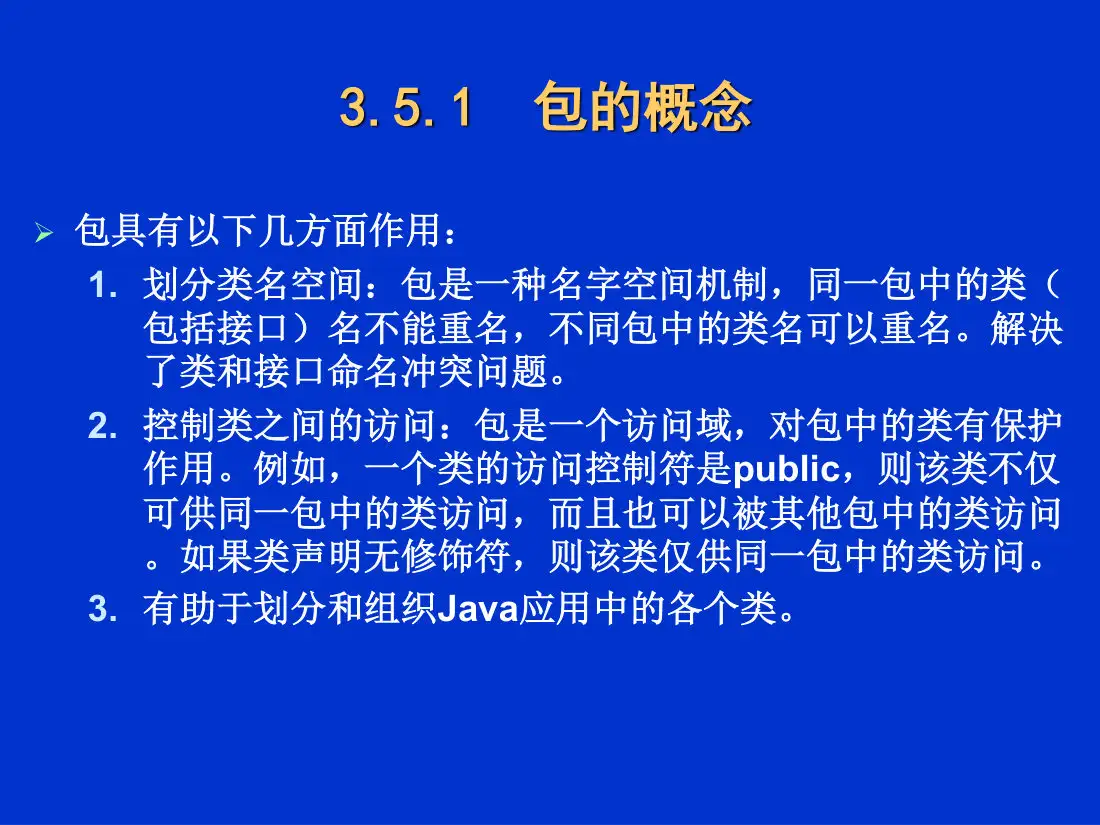 3.5.1 包的概念
包具有以下几方面作用：
1. 划分类名空间：包是一种名字空间机制，同一包中的类（
包括接口）名不能重名，不同包中的类名可以重名。解决
了类和接口命名冲突问题。
2. 控制类之间的访问：包是一个访问域，对包中的类有保护
作用。例如，一个类的访问控制符是public，则该类不仅
可供同一包中的类访问，而且也可以被其他包中的类访问
。如果类声明无修饰符，则该类仅供同一包中的类访问。
3. 有助于划分和组织Java应用中的各个类。